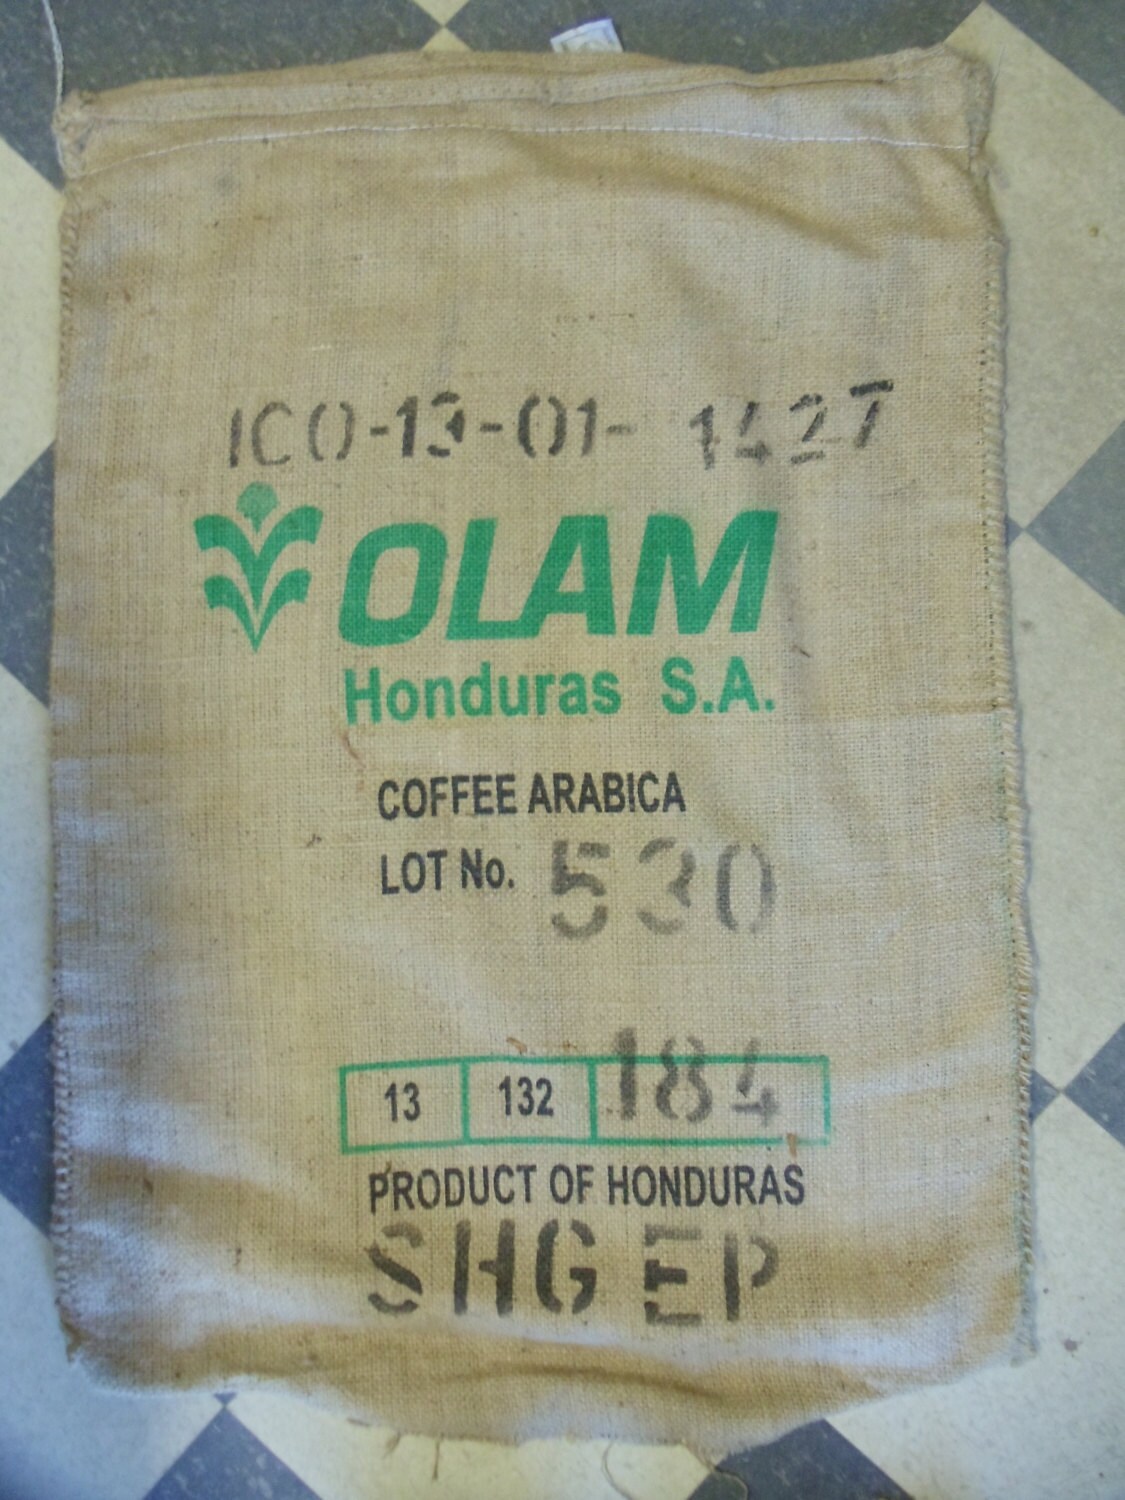 ICO-13-01- 1427
OLAM
Honduras S.A.
COFFEE ARABICA
LOT No. 530
13 132 184
PRODUCT OF HONDURAS
SHG EP